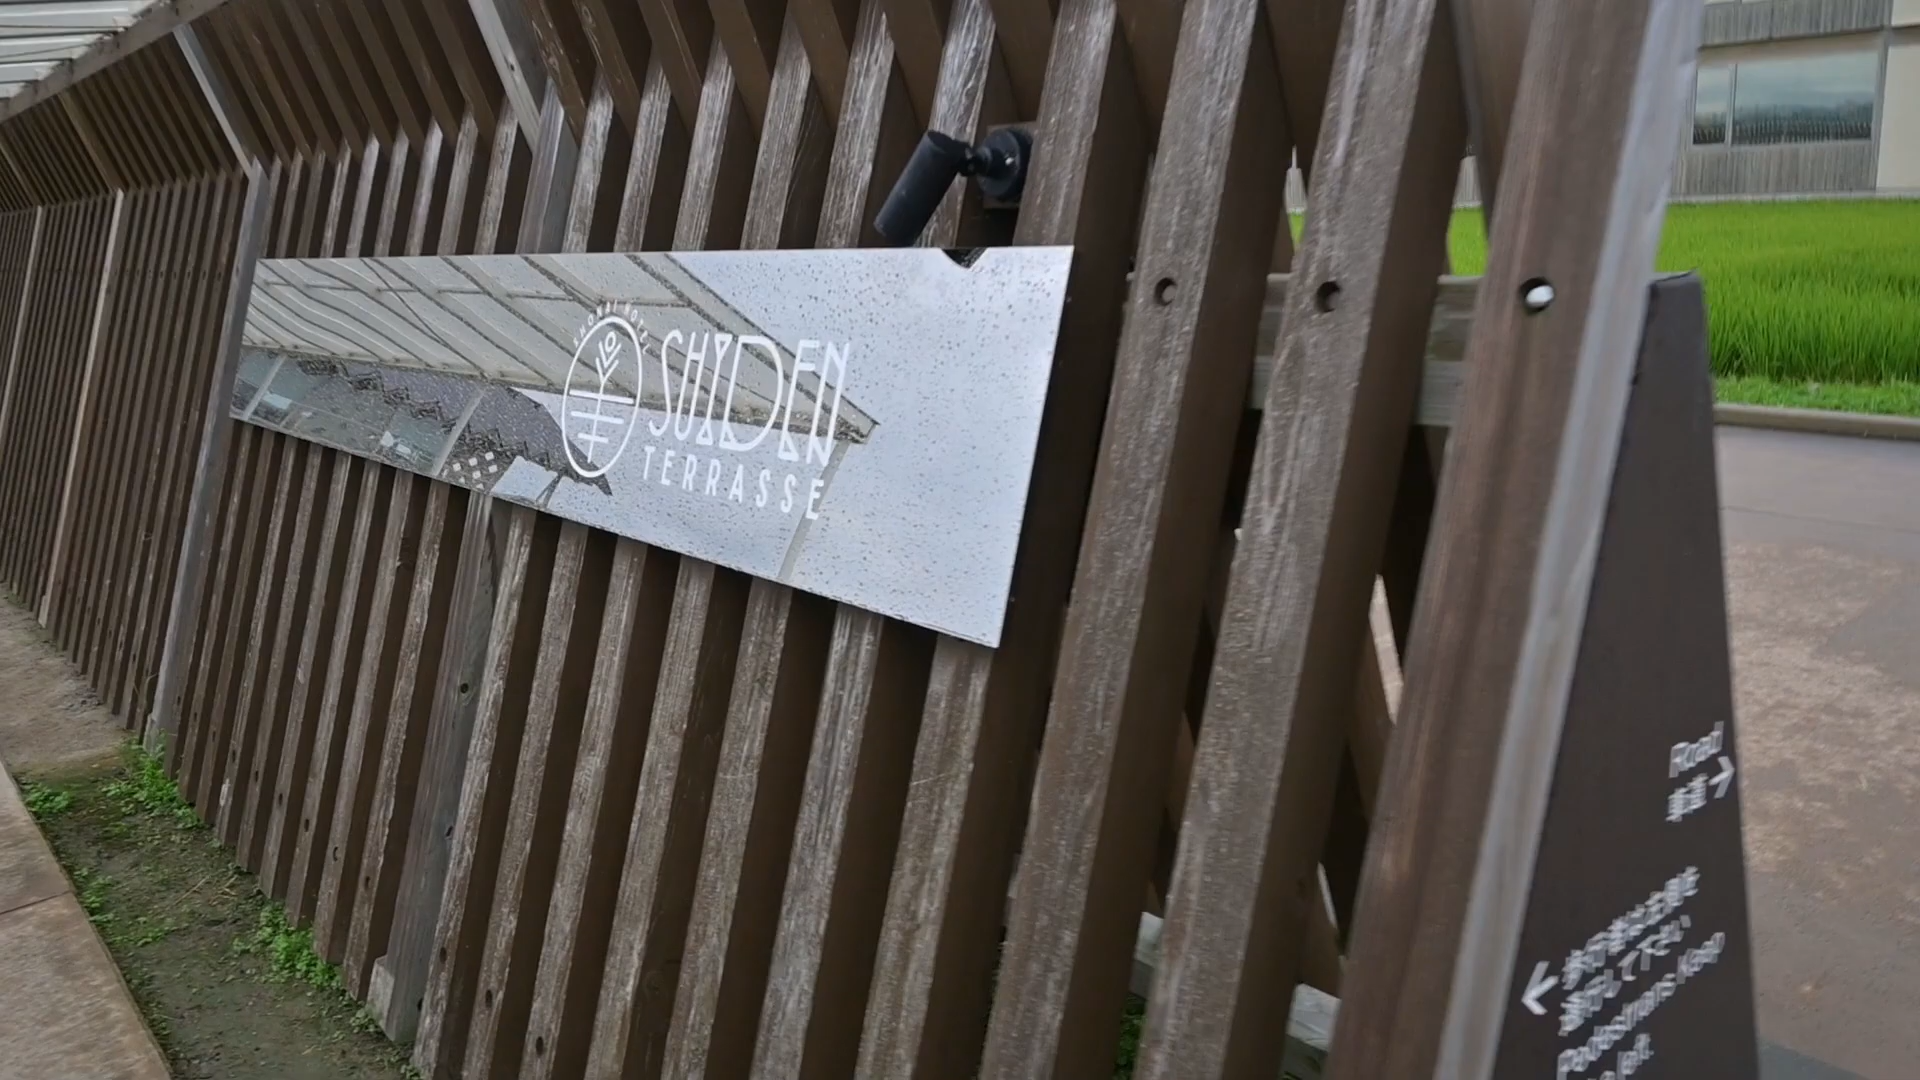 SHONAI HOTEL
SUIDEN
TERRASSE
Road
車道→
←歩行者は左側を
通行して下さい
Pedestrians Keep
left.